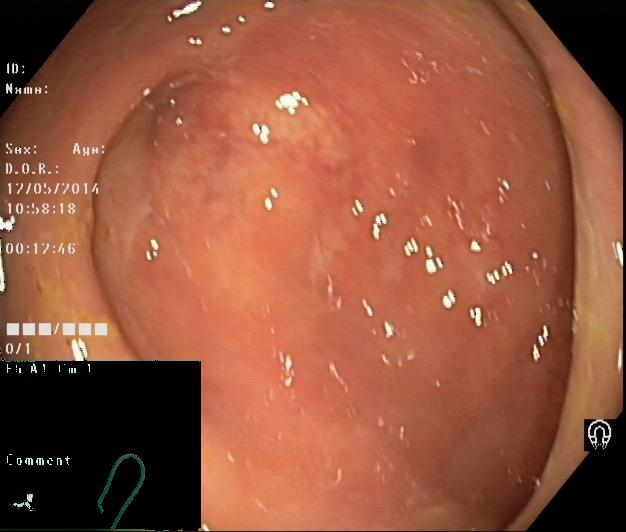 ID:
Name:
Sex: Age:
D.O.B.:
12/05/2014
10:58:18
00:12:46
■■■/■■■
0/1
Comment